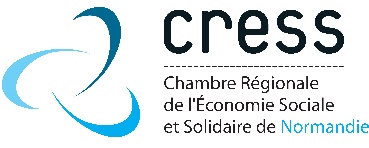 cress
Chambre Régionale
de l'Économie Sociale
et Solidaire de Normandie